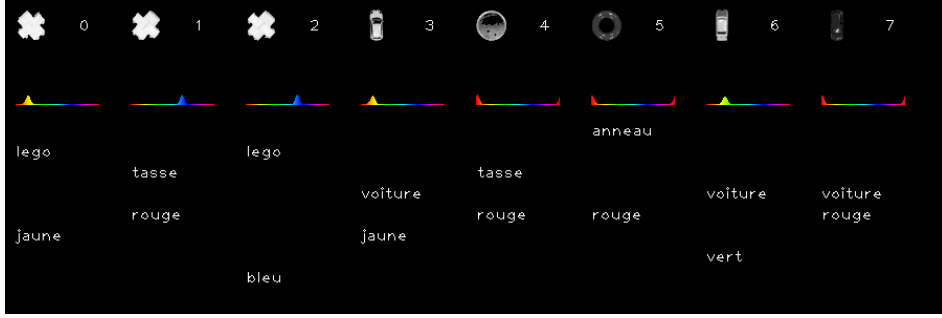 0 1 2 3 4 5 6 7
anneau
lego lego
tasse tasse
voiture voiture voiture
rouge rouge rouge rouge
jaune jaune
vert
bleu